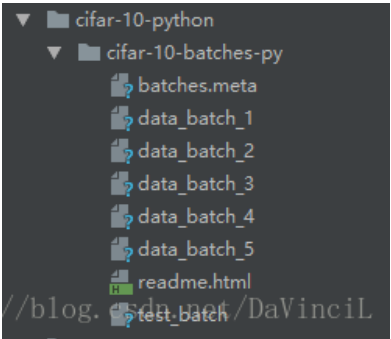 cifar-10-python
cifar-10-batches-py
batches.meta
data_batch_1
data_batch_2
data_batch_3
data_batch_4
data_batch_5
readme.html
test_batch
//blog.csdn.net/DaVinciL